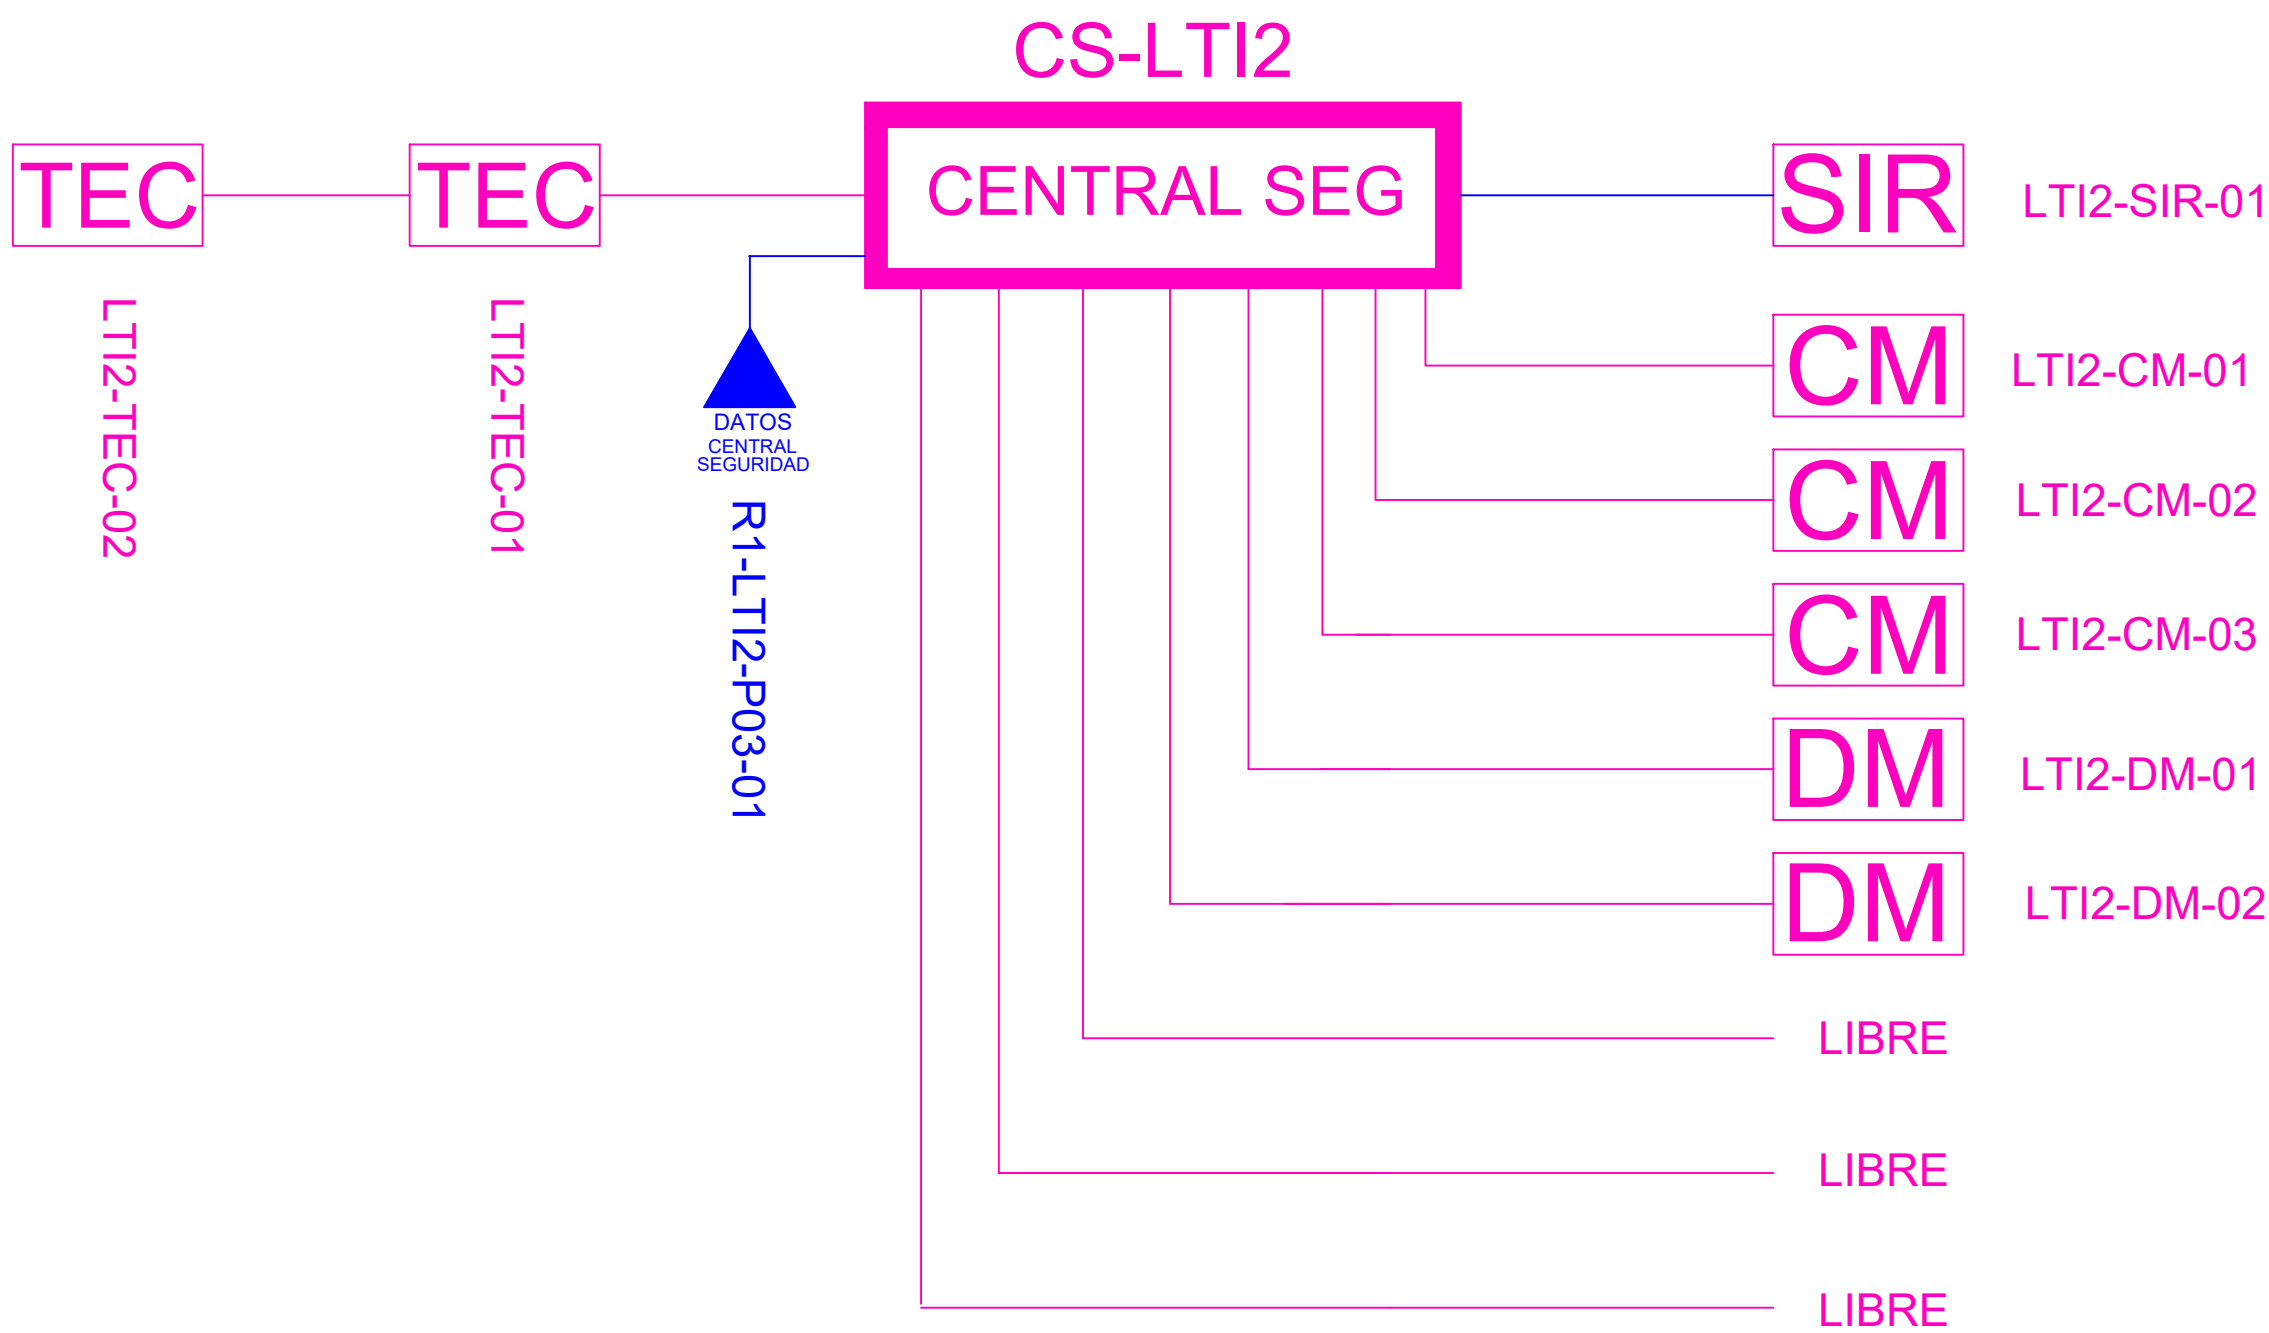 CS-LTI2
TEC
TEC
CENTRAL SEG
SIR
LTI2-SIR-01
LTI2-TEC-02
LTI2-TEC-01
DATOS
CENTRAL
SEGURIDAD
R1-LTI2-P03-01
CM
LTI2-CM-01
CM
LTI2-CM-02
CM
LTI2-CM-03
DM
LTI2-DM-01
DM
LTI2-DM-02
LIBRE
LIBRE
LIBRE